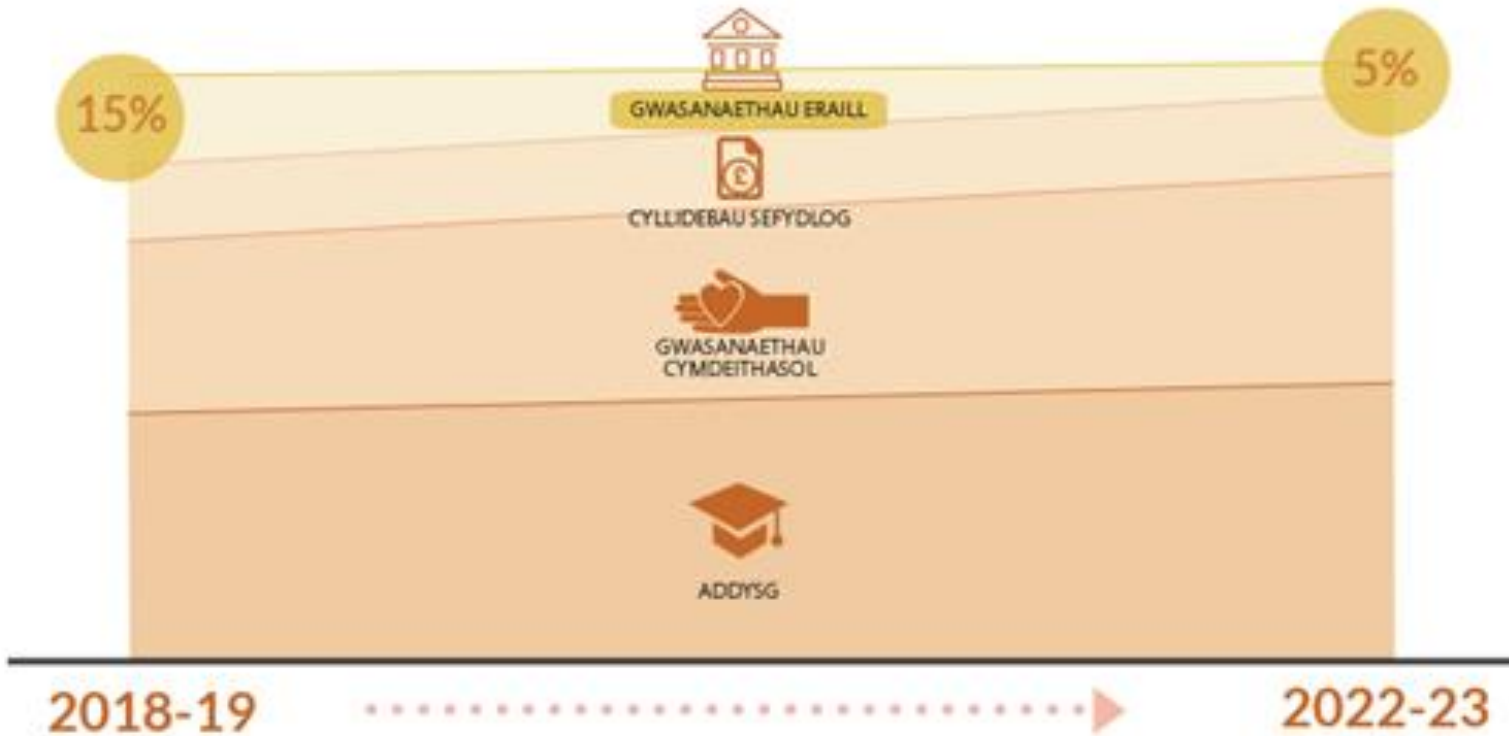 15%
5%
GWASANAETHAU ERAILL
£
CYLLIDEBAU SEFYDLOG
GWASANAETHAU
CYMDEITHASOL
ADDYSG
2018-19
2022-23